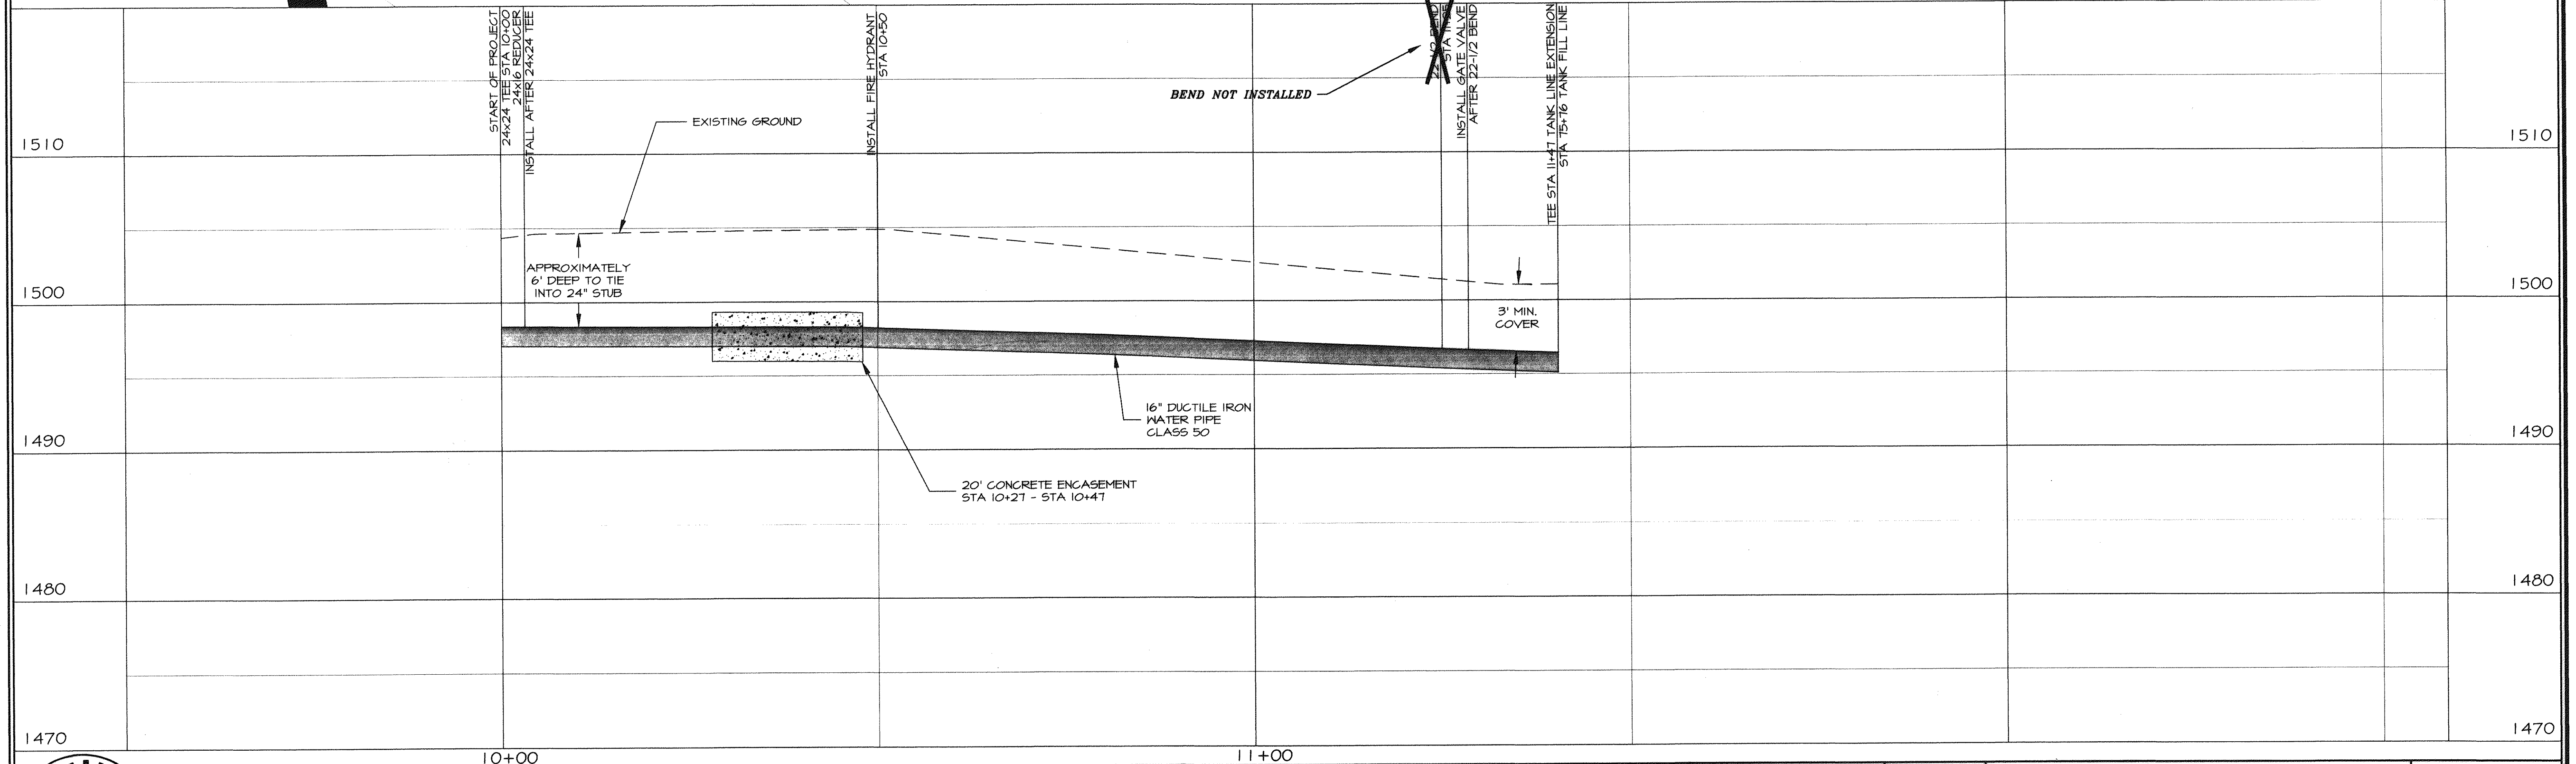 START OF PROJECT
24x24 TEE STA 10+00
24x16 REDUCER
INSTALL AFTER 24x24 TEE
INSTALL FIRE HYDRANT
STA 10+50
22-1/2 BEND
INSTALL GATE VALVE
AFTER 22-1/2 BEND
TEE STA 11+47 TANK LINE EXTENSION
STA 75+76 TANK FILL LINE
BEND NOT INSTALLED
EXISTING GROUND
1510
1510
APPROXIMATELY
6' DEEP TO TIE
INTO 24" STUB
1500
1500
3' MIN.
COVER
16" DUCTILE IRON
WATER PIPE
CLASS 50
1490
1490
20' CONCRETE ENCASEMENT
STA 10+27 - STA 10+47
1480
1480
1470
1470
10+00
11+00